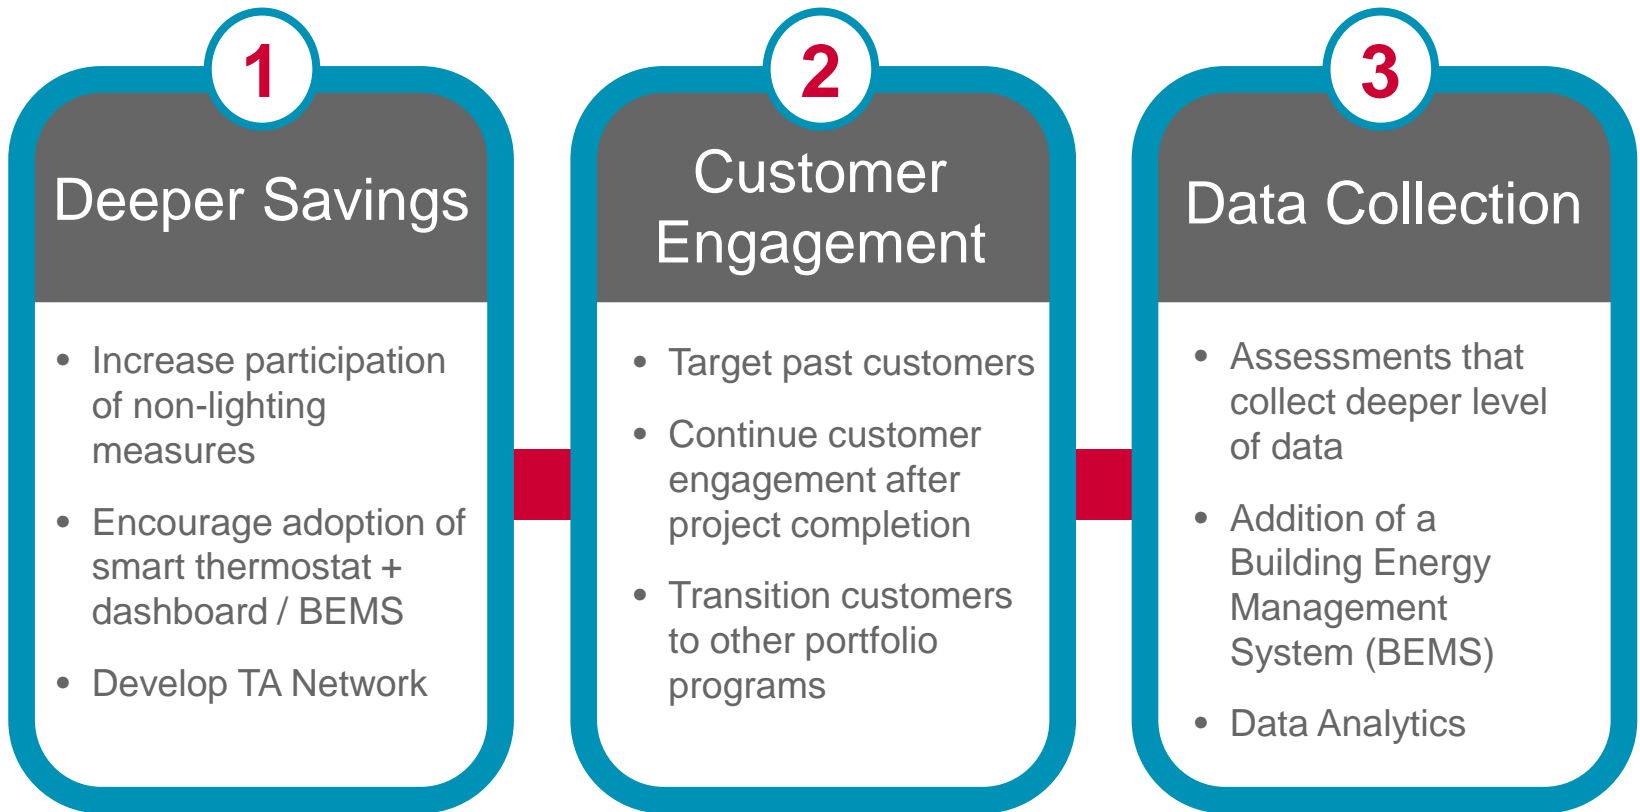 1
Deeper Savings
• Increase participation
of non-lighting
measures
• Encourage adoption of
smart thermostat +
dashboard / BEMS
• Develop TA Network
2
Customer
Engagement
• Target past customers
• Continue customer
engagement after
project completion
• Transition customers
to other portfolio
programs
3
Data Collection
• Assessments that
collect deeper level
of data
• Addition of a
Building Energy
Management
System (BEMS)
• Data Analytics